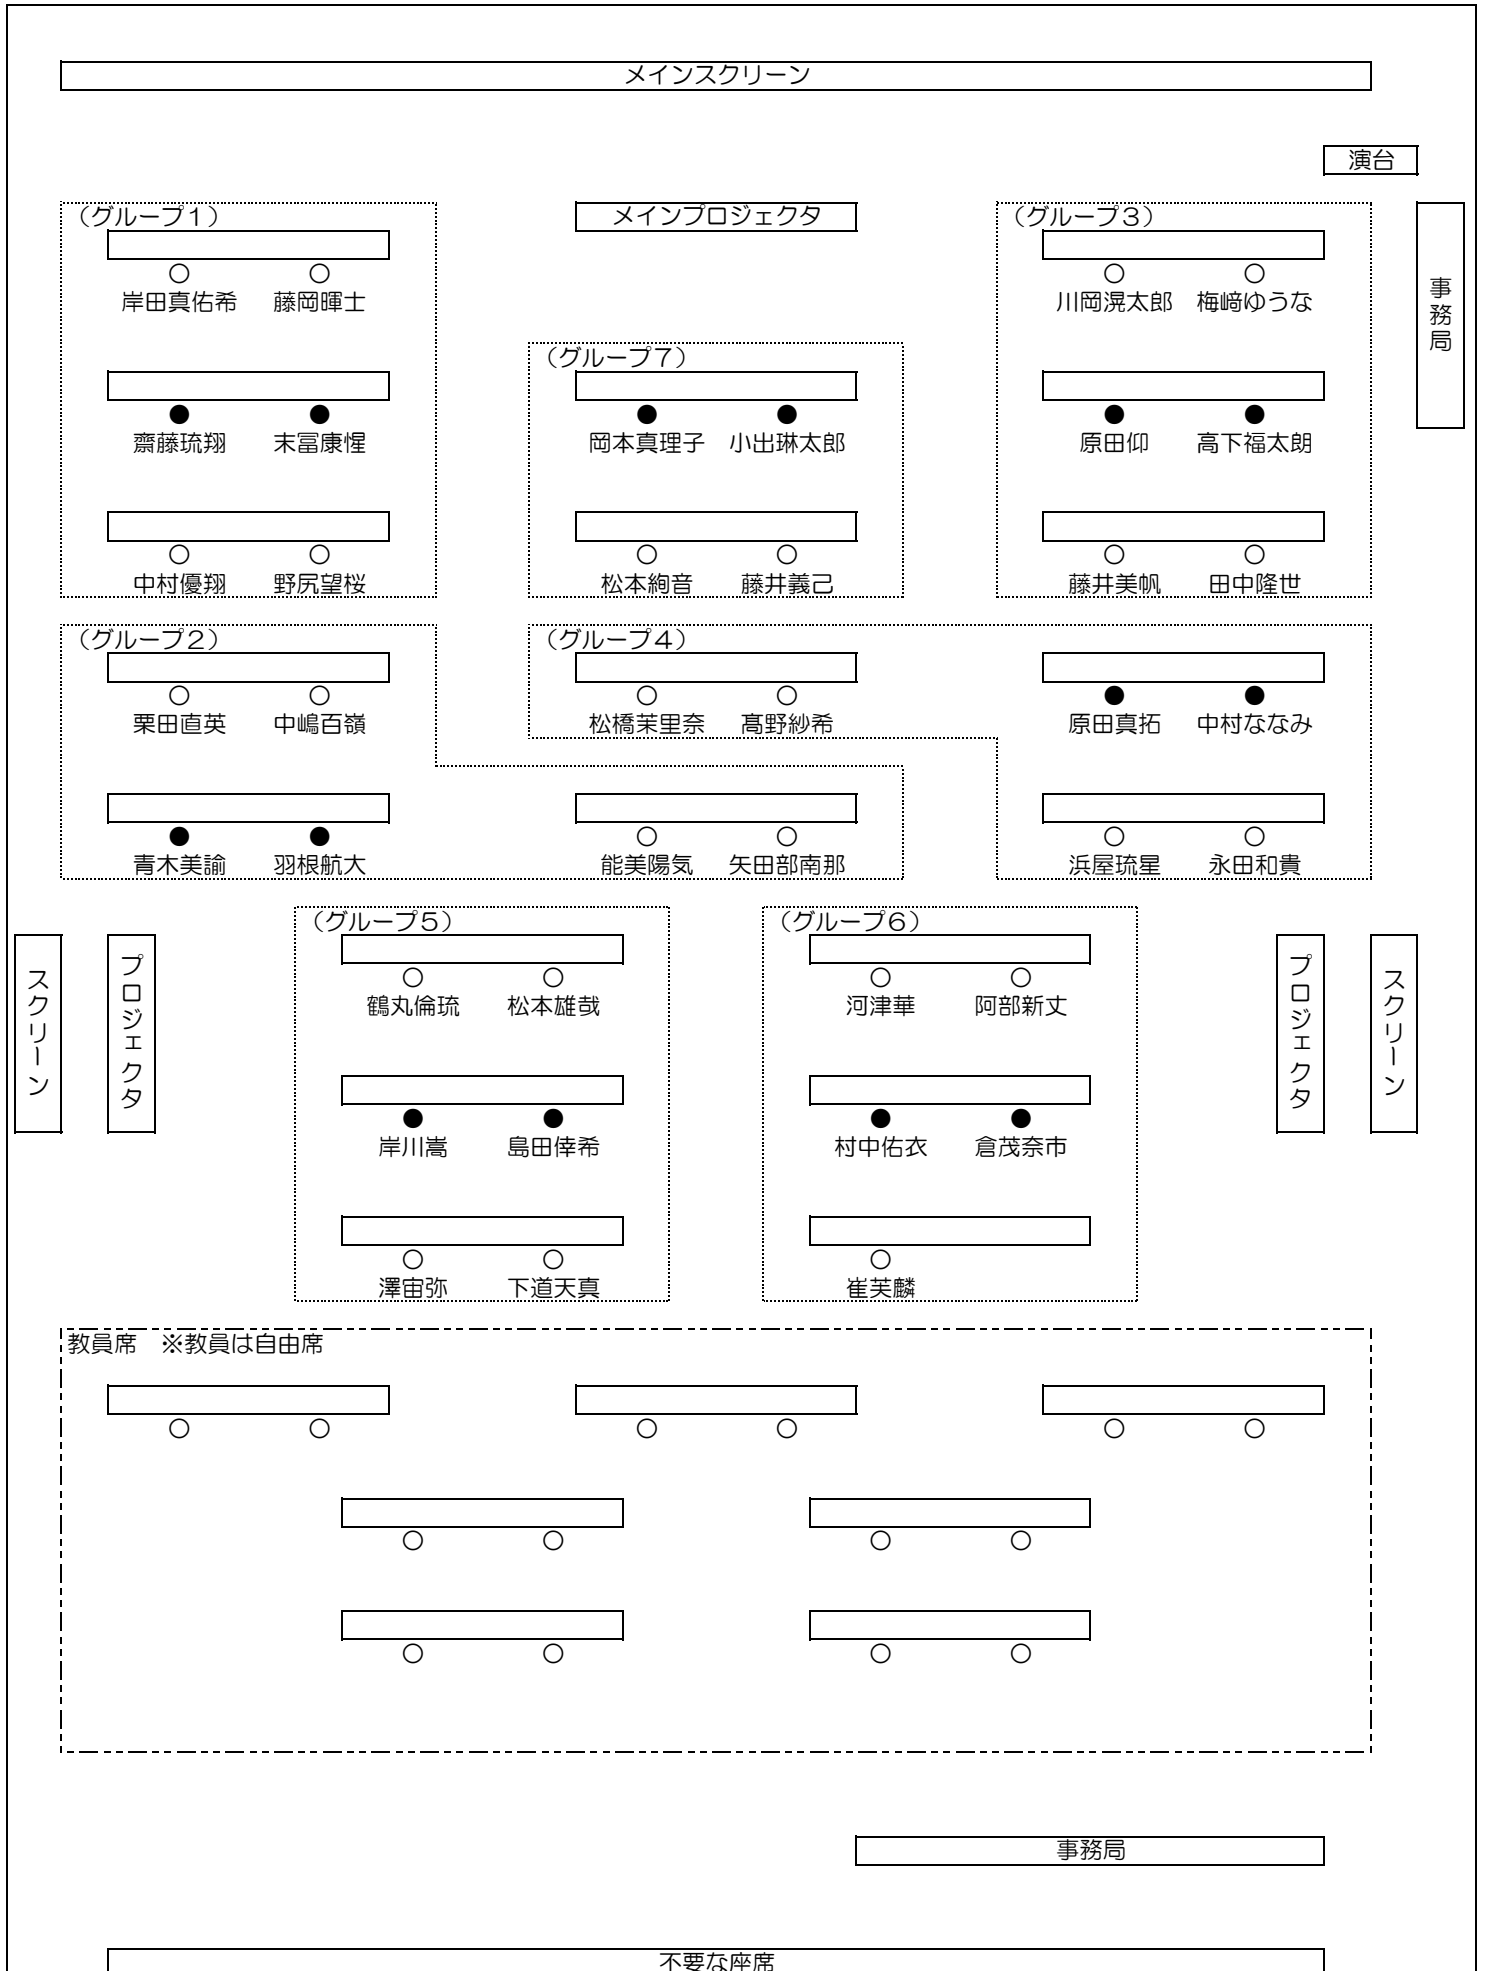 メインスクリーン
演台
（グループ１）
メインプロジェクタ
（グループ３）
事務局
岸田真佑希　藤岡暉士
川岡滉太郎　梅﨑ゆうな
（グループ７）
齋藤琉翔　末冨康惺
岡本真理子　小出琳太郎
原田仰　高下福太朗
中村優翔　野尻望桜
松本絢音　藤井義己
藤井美帆　田中隆世
（グループ２）
（グループ４）
栗田直英　中嶋百嶺
松橋茉里奈　髙野紗希
原田真拓　中村ななみ
青木美諭　羽根航大
能美陽気　矢田部南那
浜屋琉星　永田和貴
（グループ５）
（グループ６）
スクリーン
プロジェクタ
プロジェクタ
スクリーン
鶴丸倫琉　松本雄哉
河津華　阿部新丈
岸川嵩　島田倖希
村中佑衣　倉茂奈市
澤宙弥　下道天真
崔芙麟
教員席　※教員は自由席
事務局
不要な座席